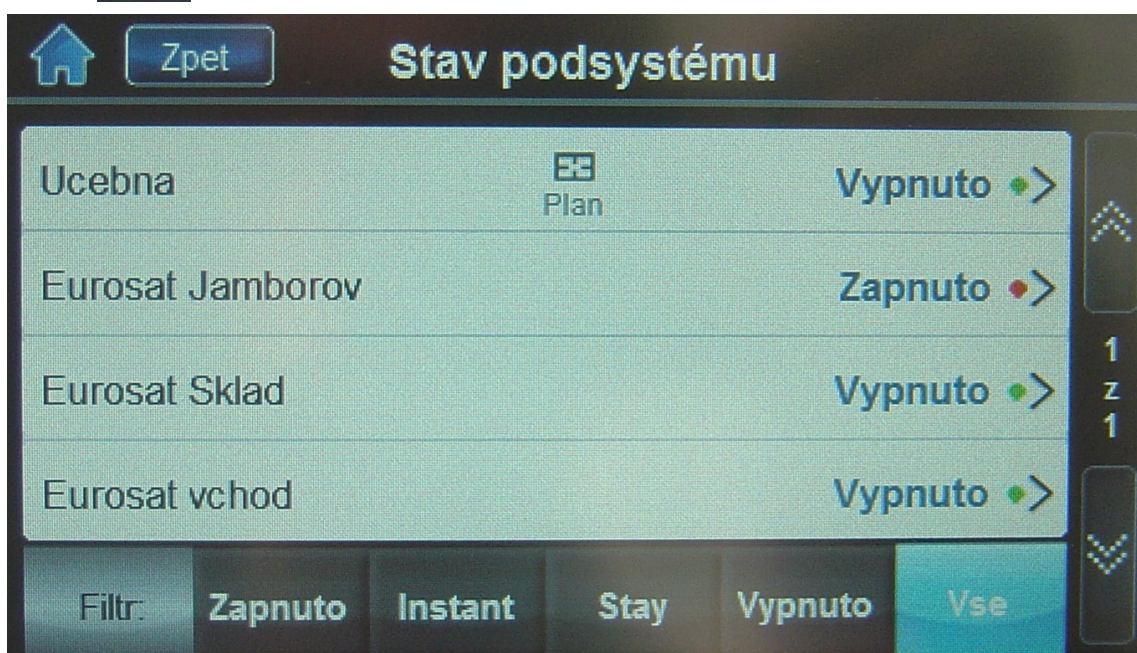 Zpet
Stav podsystému
Ucebna
Plan
Vypnuto
Eurosat Jamborov
Zapnuto
Eurosat Sklad
Vypnuto
Eurosat vchod
Vypnuto
1
z
1
Filtr: Zapnuto Instant Stay Vypnuto Vse